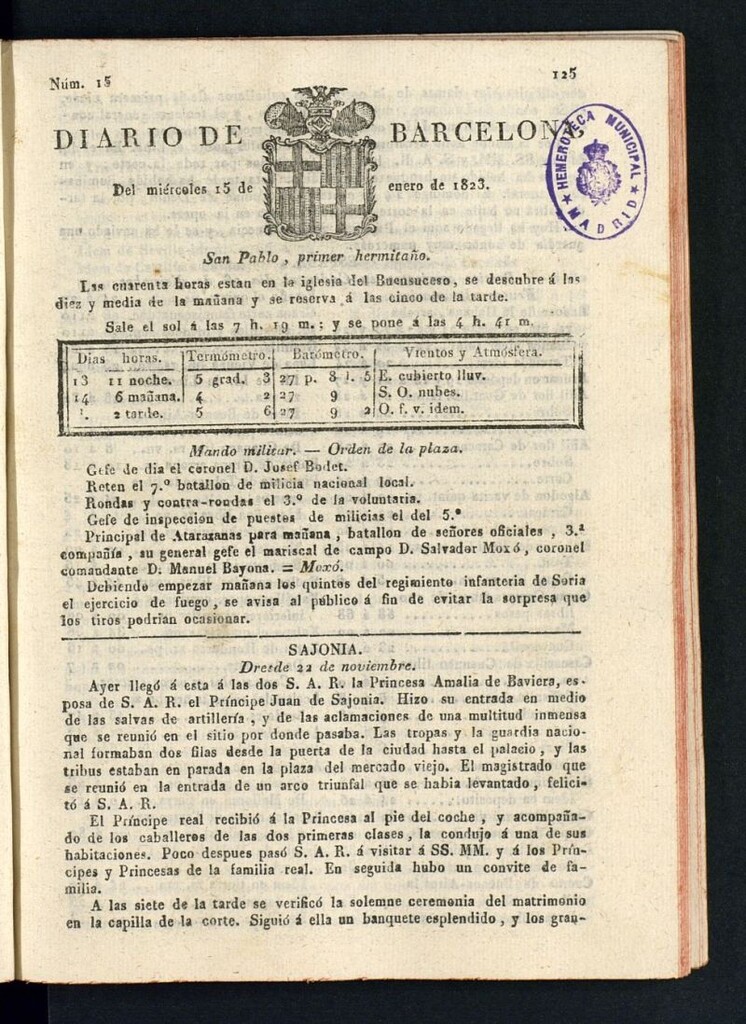 Núm. 15
125
DIARIO DE BARCELONA
Del miércoles 15 de enero de 1823.
HEMEROTECA MUNICIPAL
★ MADRID ★
San Pablo, primer hermitaño.
Las cuarenta horas estan en la iglesia del Buensuceso, se descubre á las
diez y media de la mañana y se reserva á las cinco de la tarde.
Sale el sol á las 7 h. 19 m.; y se pone á las 4 h. 41 m.
Dias horas. Termómetro. Barómetro. Vientos y Atmósfera.
13 11 noche. 5 grad. 3 27 p. 8 l. 5 E. cubierto lluv.
14 6 mañana. 4 2 27 9 S. O. nubes.
2 tarde. 5 6 27 9 2 O. f. v. idem.
Mando militar. — Orden de la plaza.
Gefe de dia el coronel D. Josef Bodet.
Reten el 7.º batallon de milicia nacional local.
Rondas y contra-rondas el 3.º de la voluntaria.
Gefe de inspeccion de puestos de milicias el del 5.º
Principal de Atarazanas para mañana, batallon de señores oficiales, 3.ª
compañía, su general gefe el mariscal de campo D. Salvador Moxó, coronel
comandante D. Manuel Bayona. = Moxó.
Debiendo empezar mañana los quintos del regimiento infanteria de Soria
el ejercicio de fuego, se avisa al público á fin de evitar la sorpresa que
los tiros podrian ocasionar.
SAJONIA.
Dresde 22 de noviembre.
Ayer llegó á esta á las dos S. A. R. la Princesa Amalia de Baviera, es-
posa de S. A. R. el Príncipe Juan de Sajonia. Hizo su entrada en medio
de las salvas de artillería, y de las aclamaciones de una multitud inmensa
que se reunió en el sitio por donde pasaba. Las tropas y la guardia nacio-
nal formaban dos filas desde la puerta de la ciudad hasta el palacio, y las
tribus estaban en parada en la plaza del mercado viejo. El magistrado que
se reunió en la entrada de un arco triunfal que se habia levantado, felici-
tó á S. A. R.
El Príncipe real recibió á la Princesa al pie del coche, y acompaña-
do de los caballeros de las dos primeras clases, la condujo á una de sus
habitaciones. Poco despues pasó S. A. R. á visitar á SS. MM. y á los Prín-
cipes y Princesas de la familia real. En seguida hubo un convite de fa-
milia.
A las siete de la tarde se verificó la solemne ceremonia del matrimonio
en la capilla de la corte. Siguió á ella un banquete esplendido, y los gran-